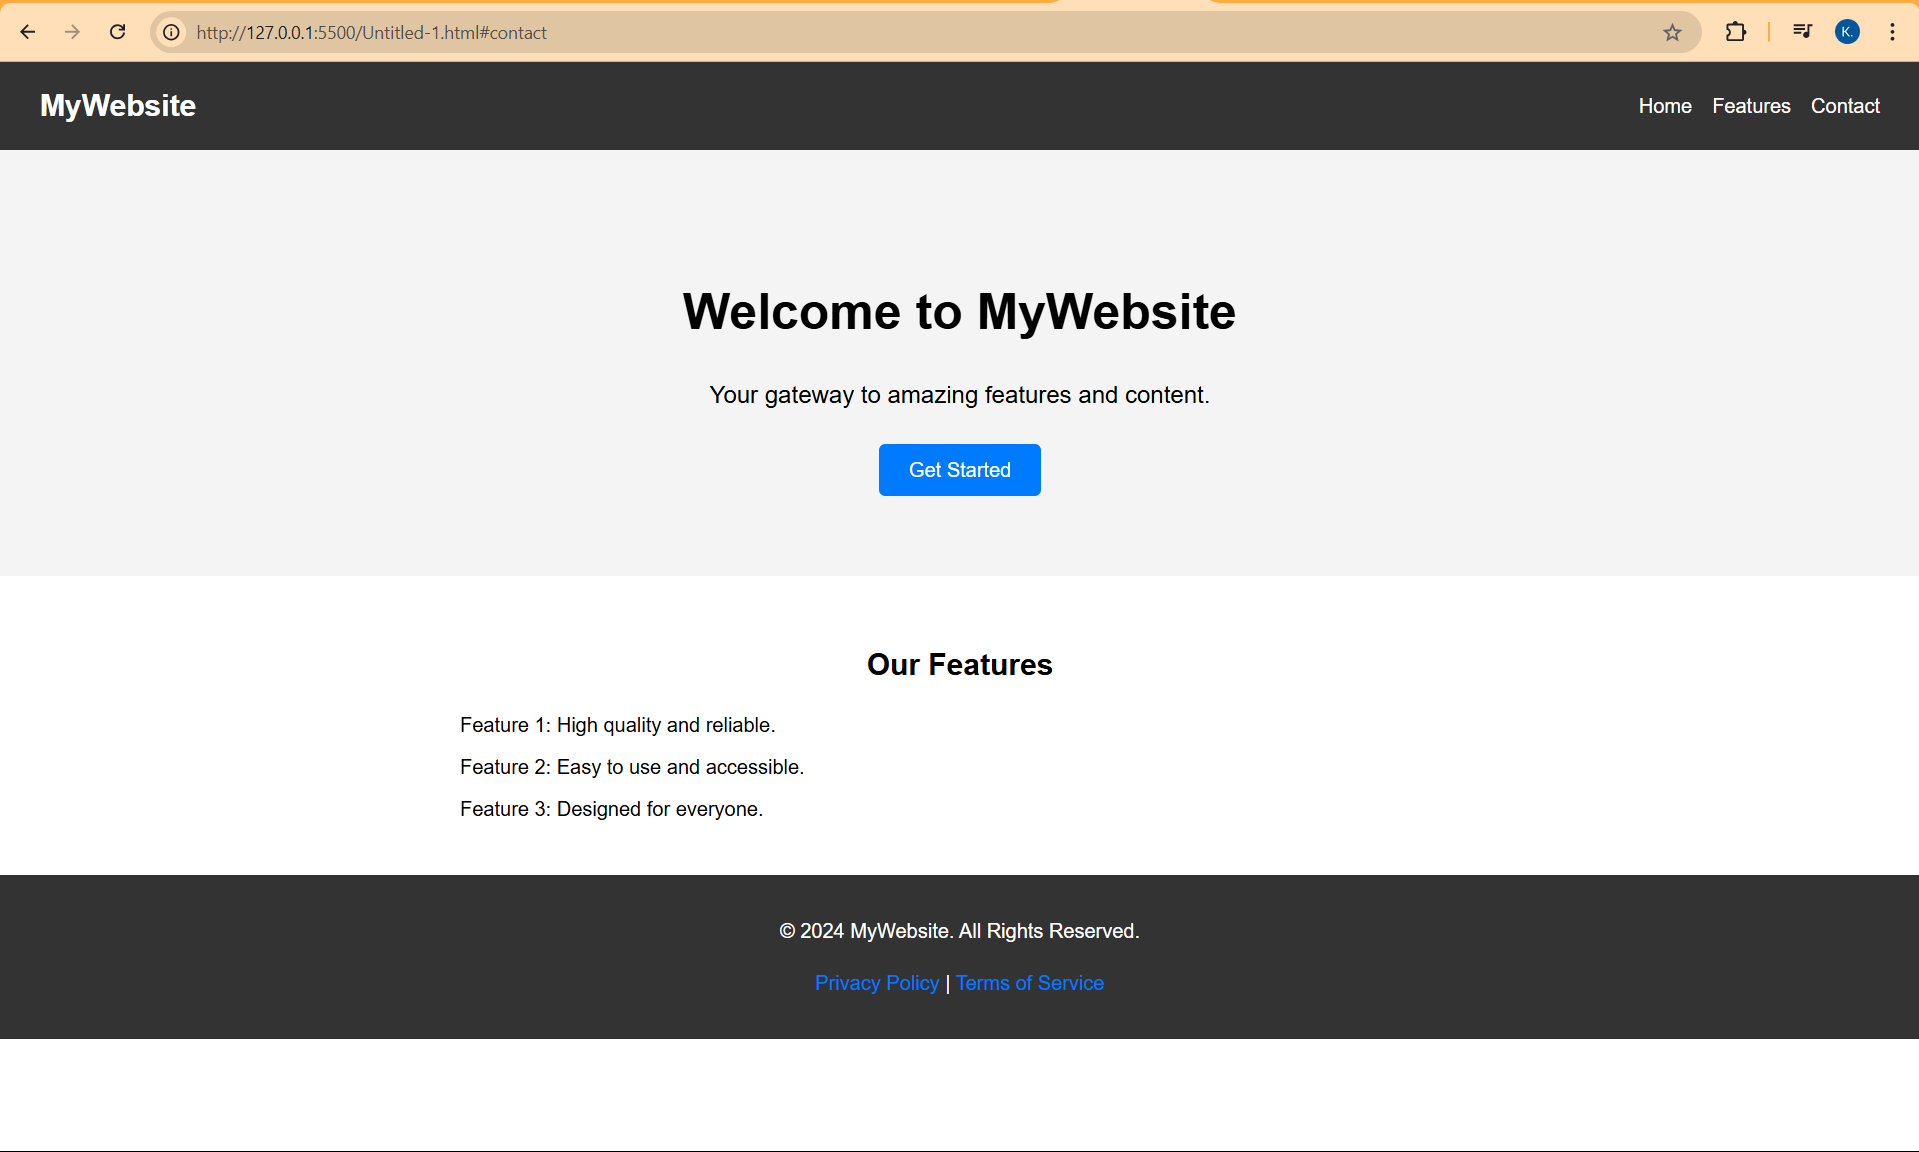 http://127.0.0.1:5500/Untitled-1.html#contact
K.
MyWebsite
Home Features Contact
Welcome to MyWebsite
Your gateway to amazing features and content.
Get Started
Our Features
Feature 1: High quality and reliable.
Feature 2: Easy to use and accessible.
Feature 3: Designed for everyone.
© 2024 MyWebsite. All Rights Reserved.
Privacy Policy | Terms of Service